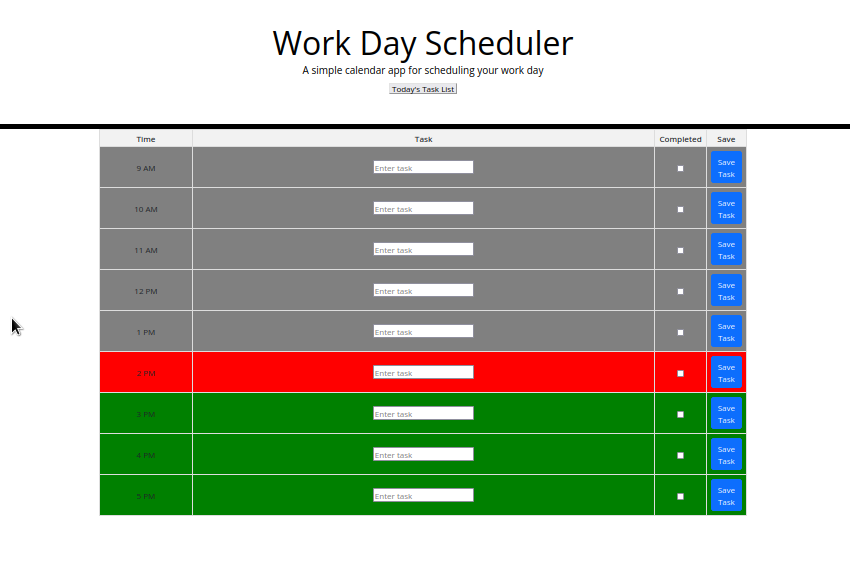 Work Day Scheduler
A simple calendar app for scheduling your work day
Today's Task List
Time Task Completed Save
9 AM Enter task Save Task
10 AM Enter task Save Task
11 AM Enter task Save Task
12 PM Enter task Save Task
1 PM Enter task Save Task
2 PM Enter task Save Task
3 PM Enter task Save Task
4 PM Enter task Save Task
5 PM Enter task Save Task